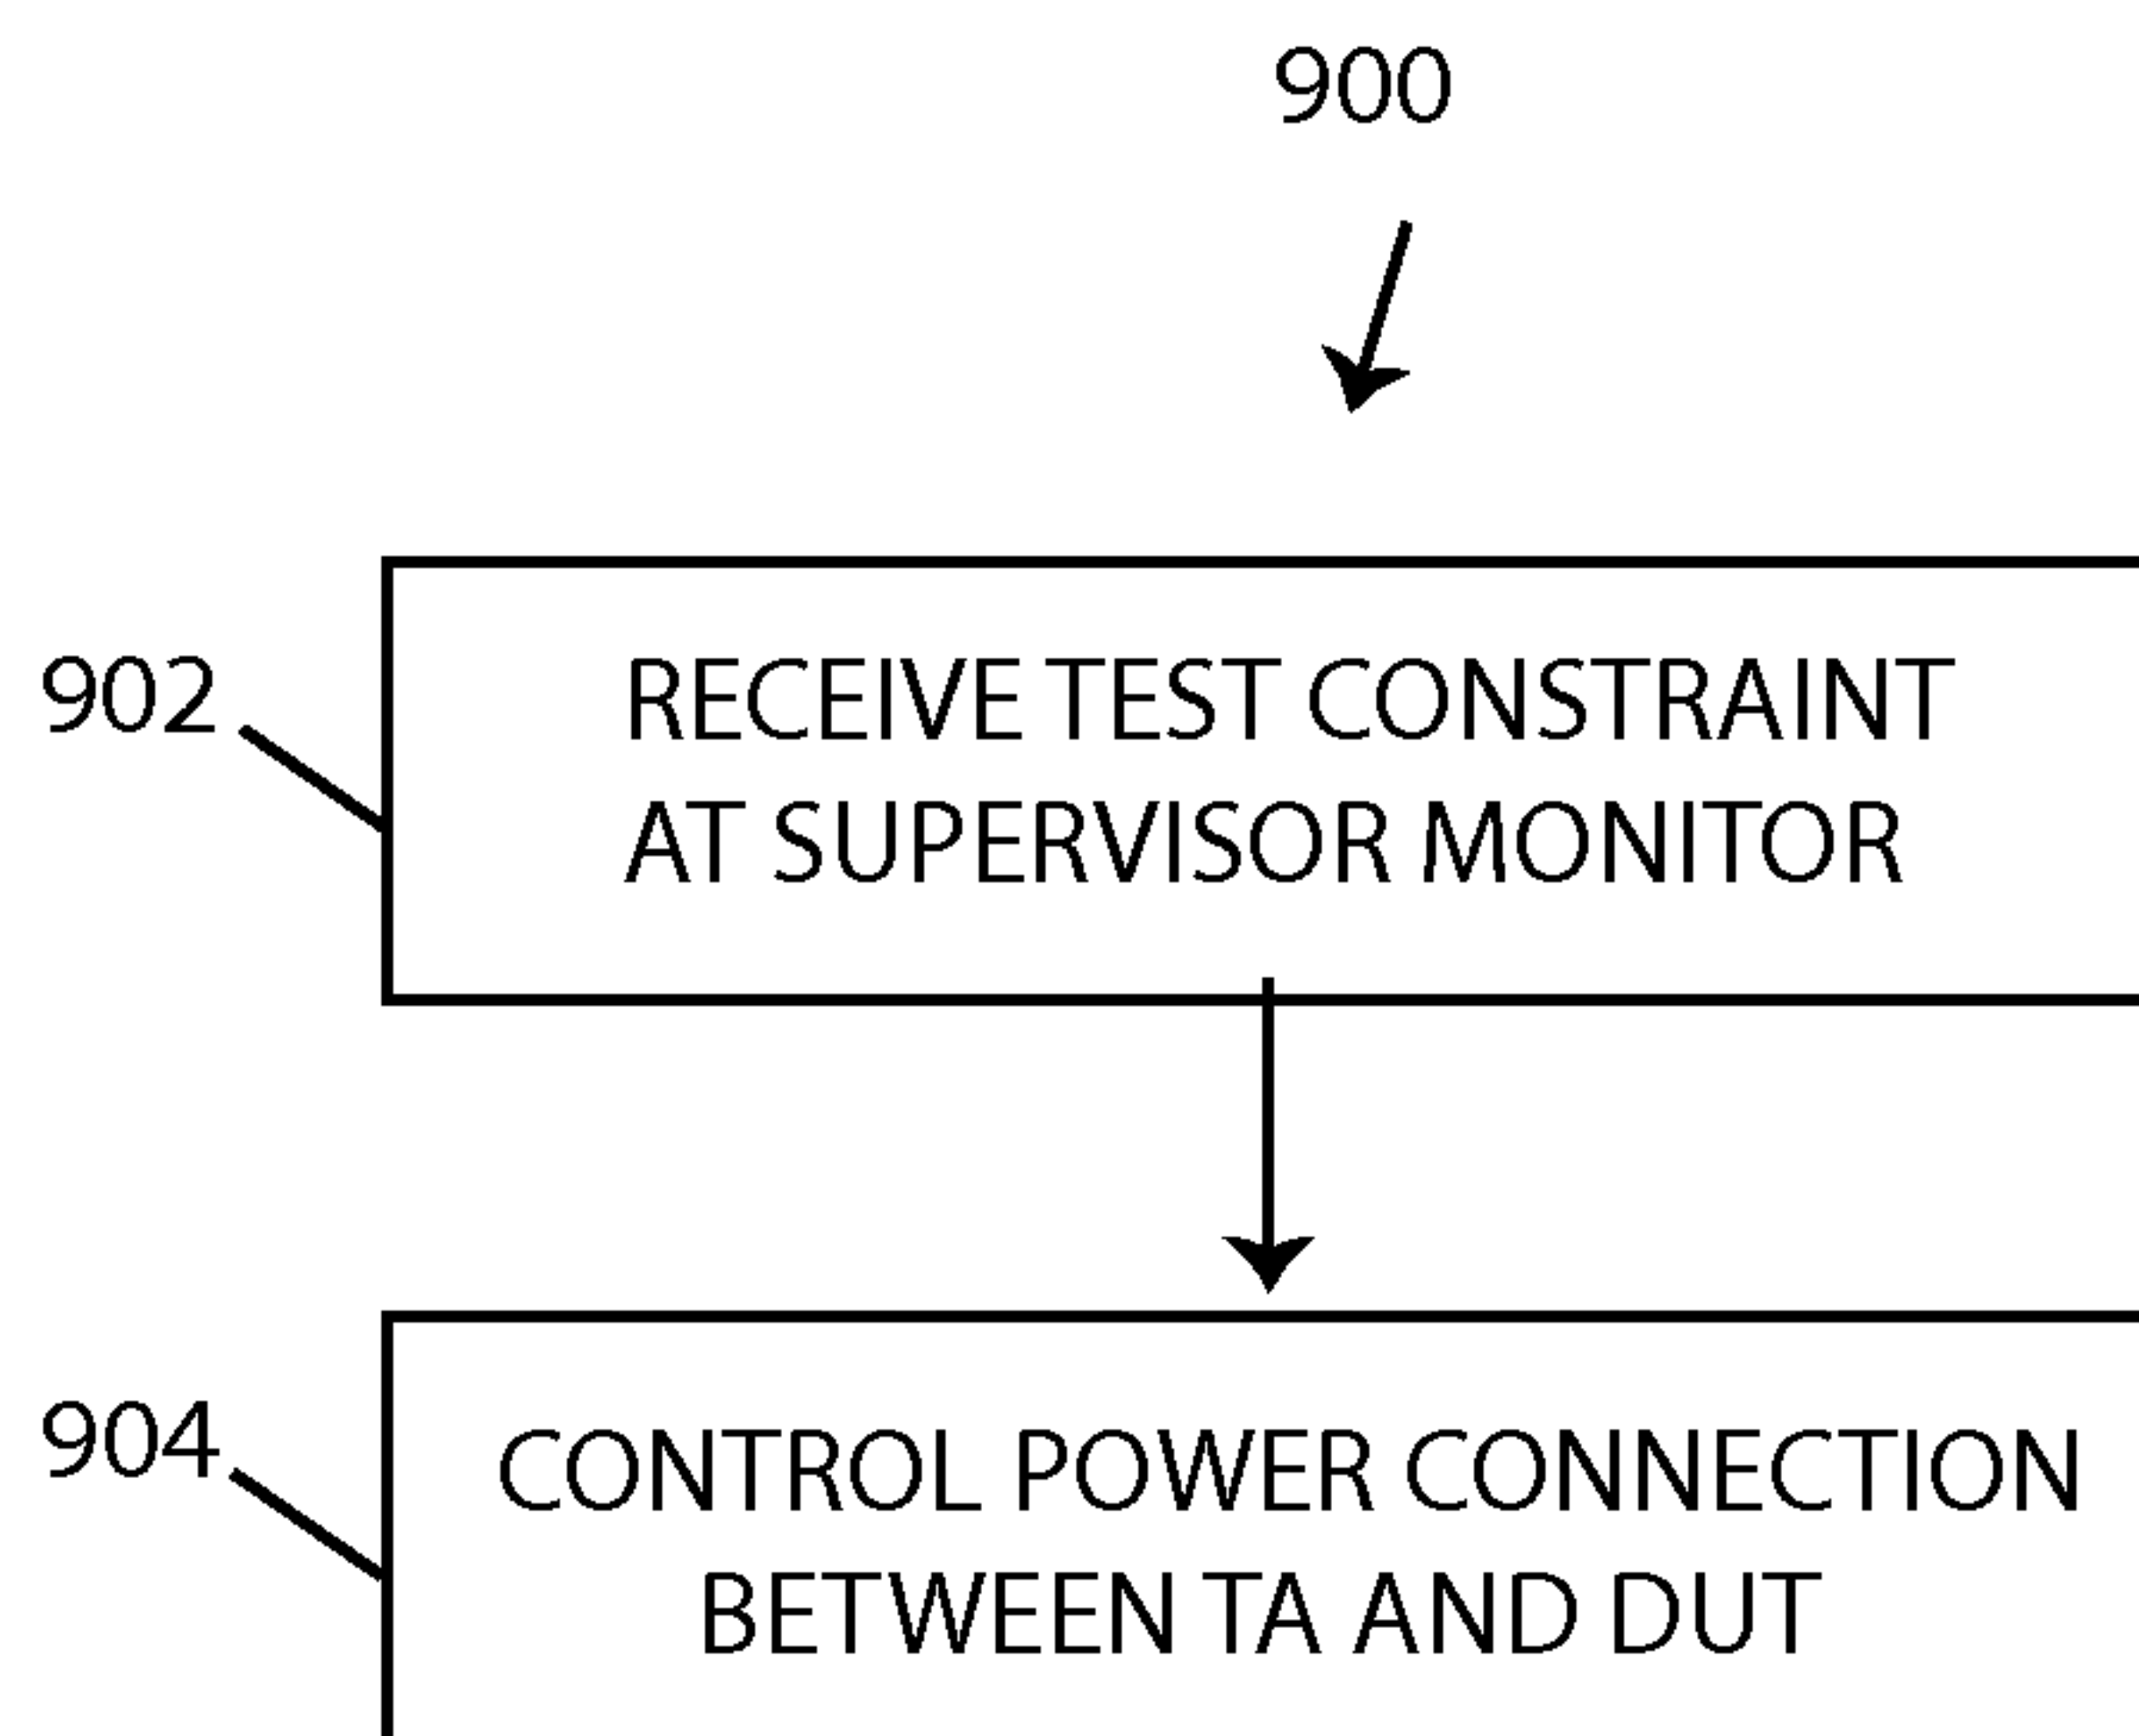 900
902
RECEIVE TEST CONSTRAINT
AT SUPERVISOR MONITOR
904
CONTROL POWER CONNECTION
BETWEEN TA AND DUT